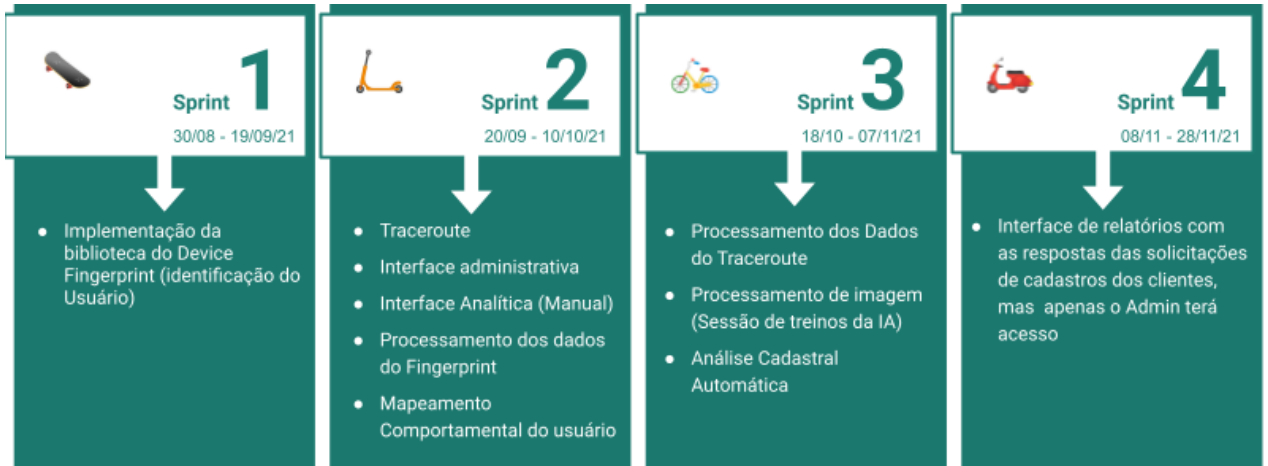 Sprint 1
30/08 - 19/09/21
● Implementação da
biblioteca do Device
Fingerprint (identificação do
Usuário)
Sprint 2
20/09 - 10/10/21
● Traceroute
● Interface administrativa
● Interface Analítica (Manual)
● Processamento dos dados
do Fingerprint
● Mapeamento
Comportamental do usuário
Sprint 3
18/10 - 07/11/21
● Processamento dos Dados
do Traceroute
● Processamento de imagem
(Sessão de treinos da IA)
● Análise Cadastral
Automática
Sprint 4
08/11 - 28/11/21
● Interface de relatórios com
as respostas das solicitações
de cadastros dos clientes,
mas apenas o Admin terá
acesso